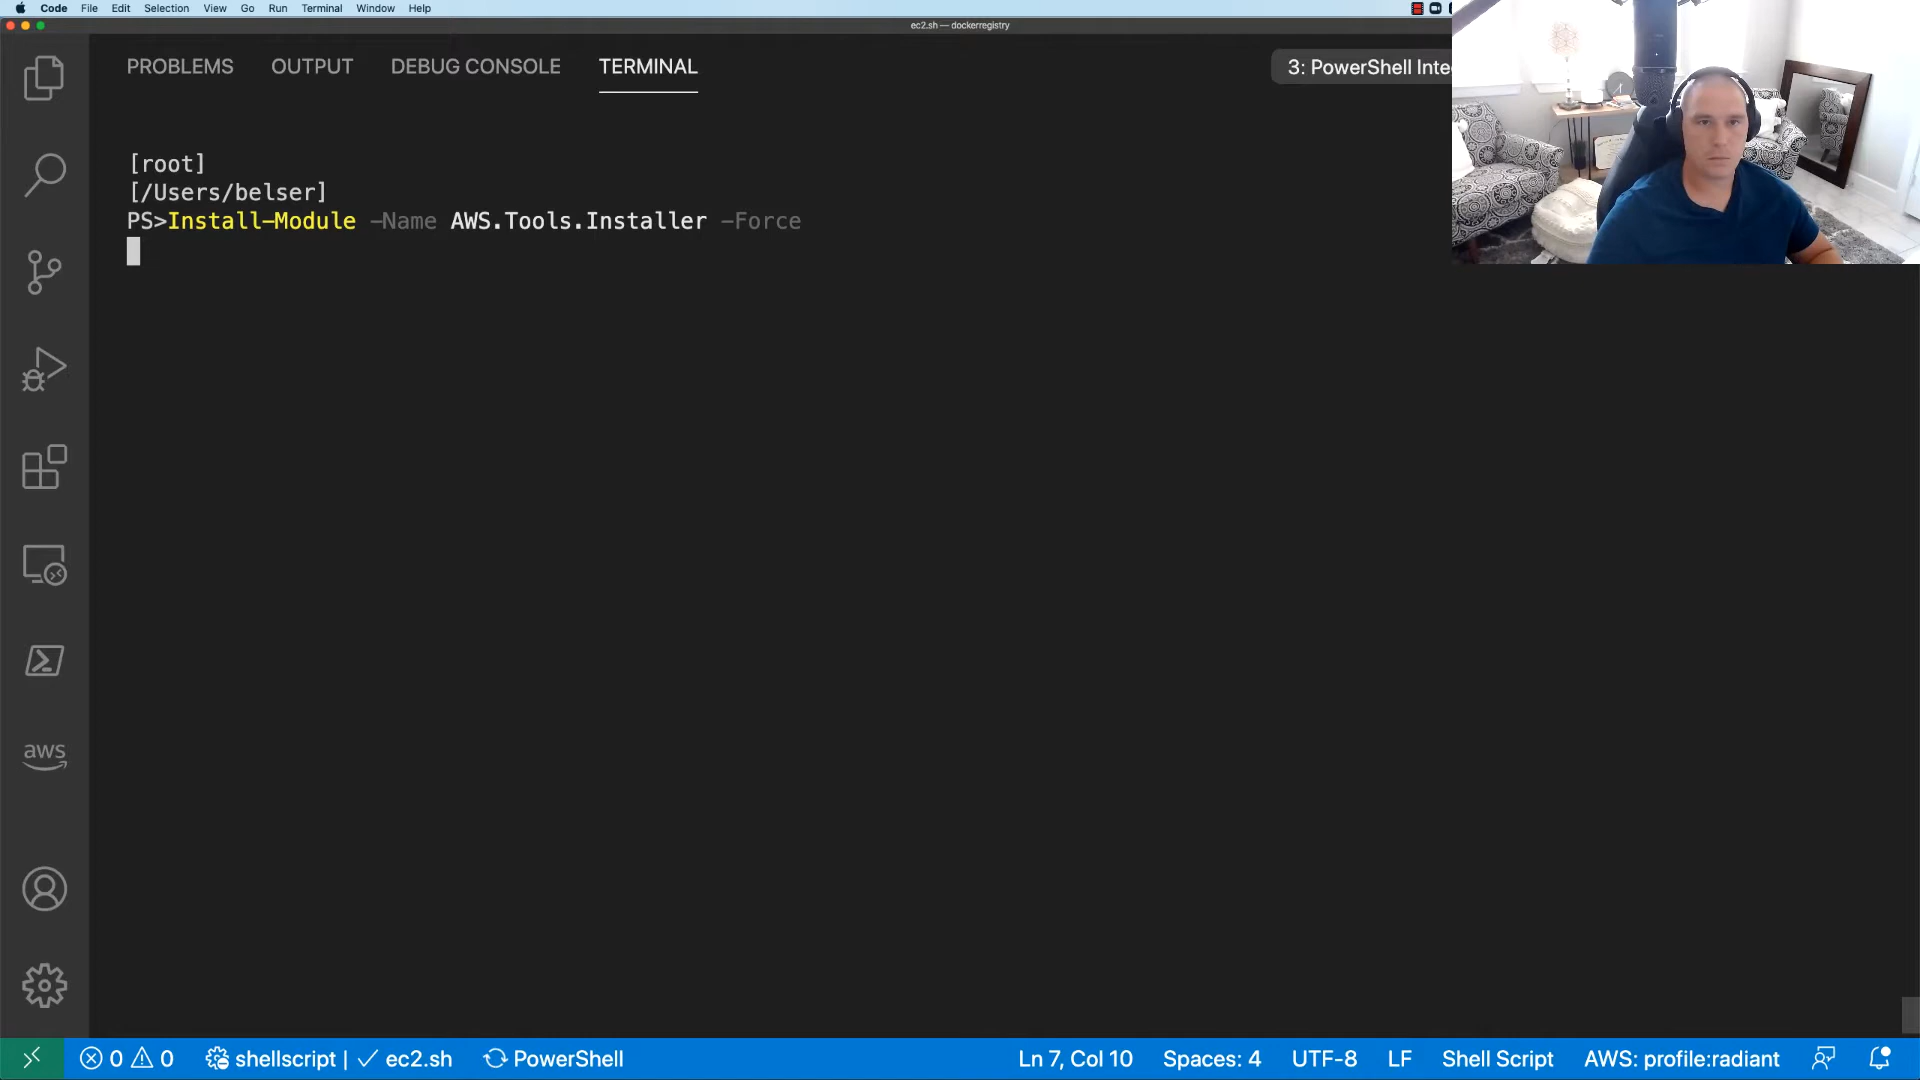 Code File Edit Selection View Go Run Terminal Window Help
ec2.sh — dockerregistry
PROBLEMS OUTPUT DEBUG CONSOLE TERMINAL
3: PowerShell Inte
[root]
[/Users/belser]
PS>Install-Module -Name AWS.Tools.Installer -Force
aws
0 0 shellscript | ✓ ec2.sh PowerShell Ln 7, Col 10 Spaces: 4 UTF-8 LF Shell Script AWS: profile:radiant